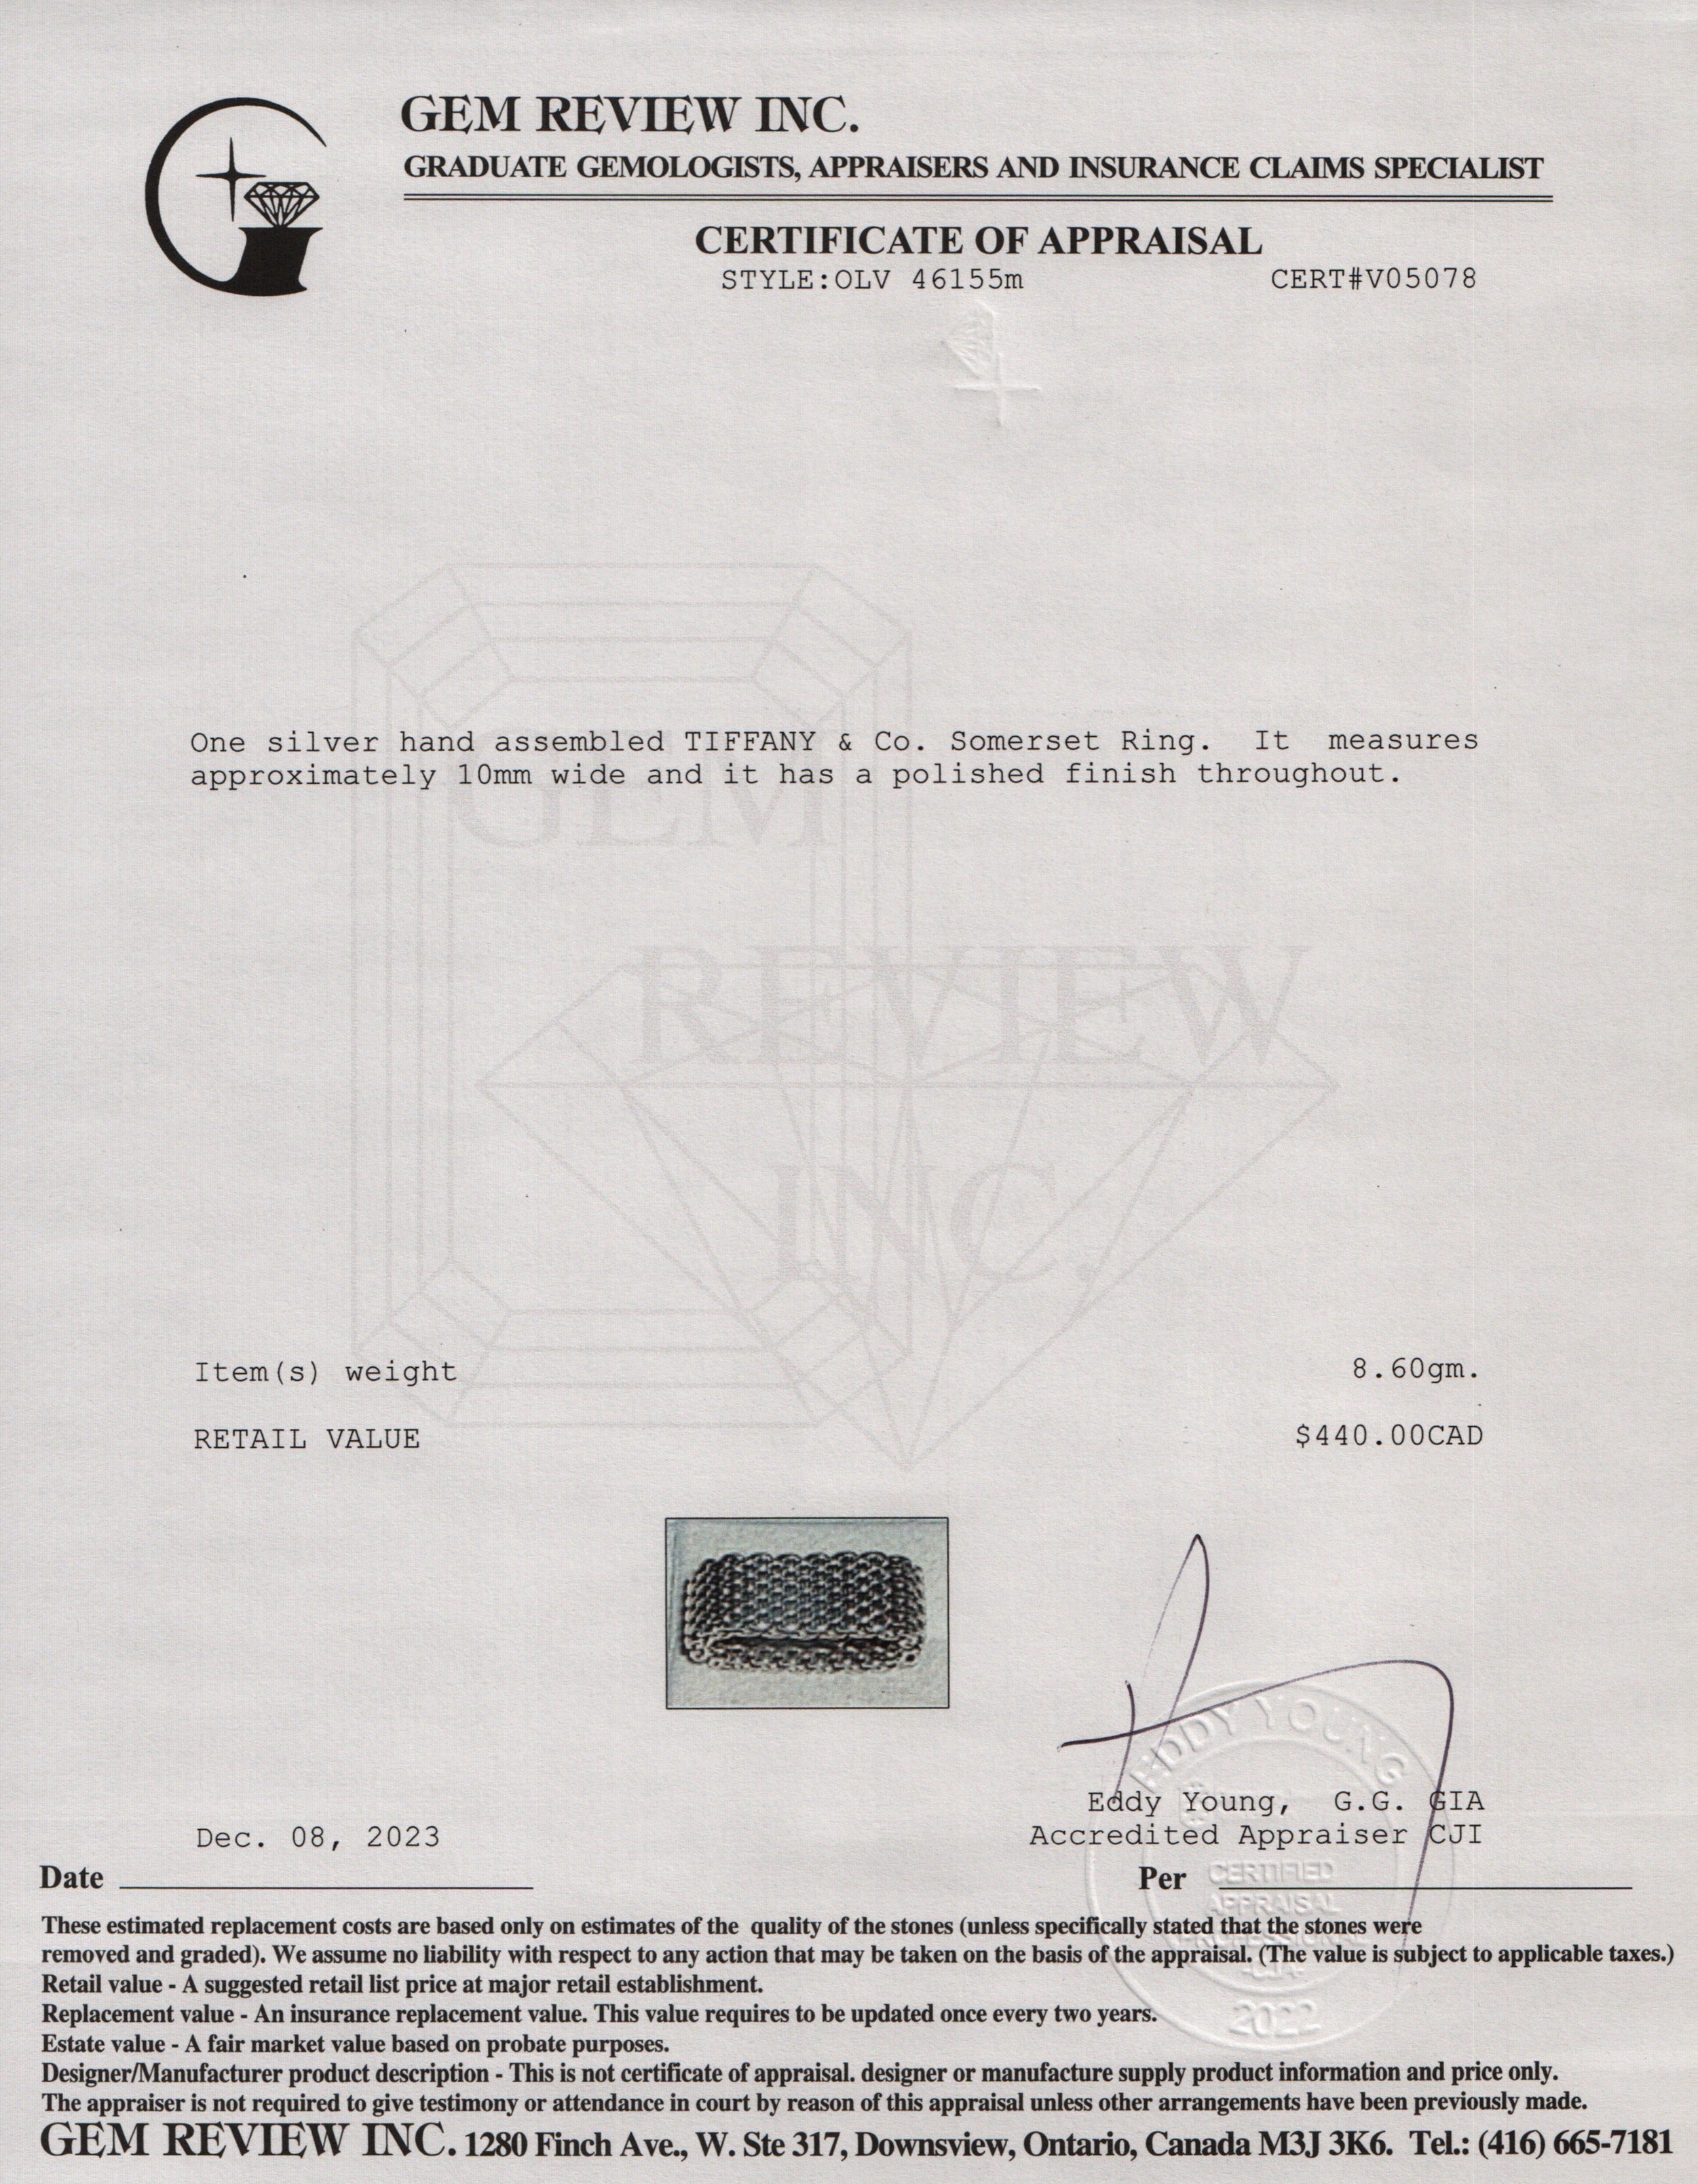 GEM REVIEW INC.
GRADUATE GEMOLOGISTS, APPRAISERS AND INSURANCE CLAIMS SPECIALIST
CERTIFICATE OF APPRAISAL
STYLE:OLV 46155m CERT#V05078
One silver hand assembled TIFFANY & Co. Somerset Ring. It measures
approximately 10mm wide and it has a polished finish throughout.
GEM
REVIEW
INC.
Item(s) weight 8.60gm.
RETAIL VALUE $440.00CAD
EDDY YOUNG
Eddy Young, G.G. GIA
Dec. 08, 2023 Accredited Appraiser CJI
Date Per
CERTIFIED
APPRAISAL
PROFESSIONAL
2022
These estimated replacement costs are based only on estimates of the quality of the stones (unless specifically stated that the stones were
removed and graded). We assume no liability with respect to any action that may be taken on the basis of the appraisal. (The value is subject to applicable taxes.)
Retail value - A suggested retail list price at major retail establishment.
Replacement value - An insurance replacement value. This value requires to be updated once every two years.
Estate value - A fair market value based on probate purposes.
Designer/Manufacturer product description - This is not certificate of appraisal. designer or manufacture supply product information and price only.
The appraiser is not required to give testimony or attendance in court by reason of this appraisal unless other arrangements have been previously made.
GEM REVIEW INC. 1280 Finch Ave., W. Ste 317, Downsview, Ontario, Canada M3J 3K6. Tel.: (416) 665-7181